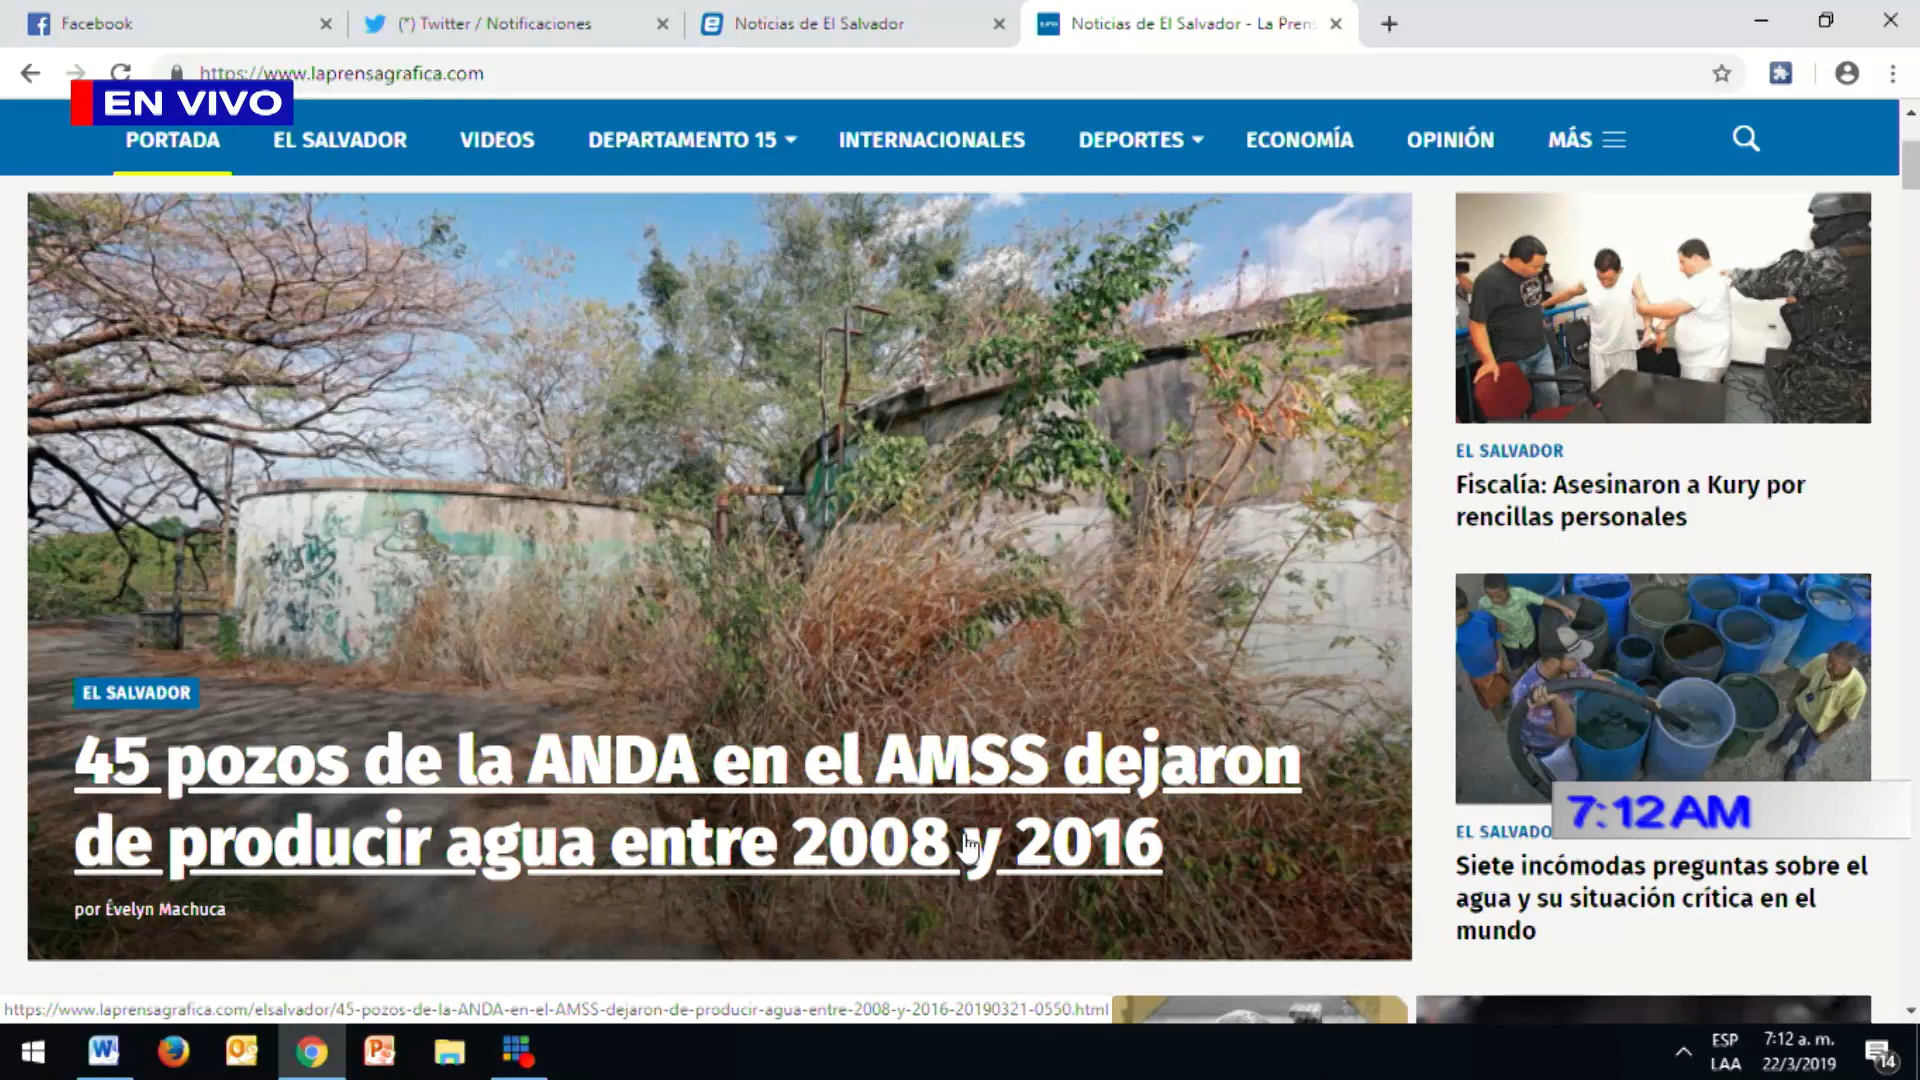 Facebook
(*) Twitter / Notificaciones
Noticias de El Salvador
Noticias de El Salvador - La Prens
https://www.laprensagrafica.com
EN VIVO
PORTADA
EL SALVADOR
VIDEOS
DEPARTAMENTO 15
INTERNACIONALES
DEPORTES
ECONOMÍA
OPINIÓN
MÁS
EL SALVADOR
45 pozos de la ANDA en el AMSS dejaron
de producir agua entre 2008 y 2016
por Évelyn Machuca
EL SALVADOR
Fiscalía: Asesinaron a Kury por
rencillas personales
7:12 AM
EL SALVADO
Siete incómodas preguntas sobre el
agua y su situación crítica en el
mundo
https://www.laprensagrafica.com/elsalvador/45-pozos-de-la-ANDA-en-el-AMSS-dejaron-de-producir-agua-entre-2008-y-2016-20190321-0550.html
ESP
LAA
7:12 a. m.
22/3/2019
14